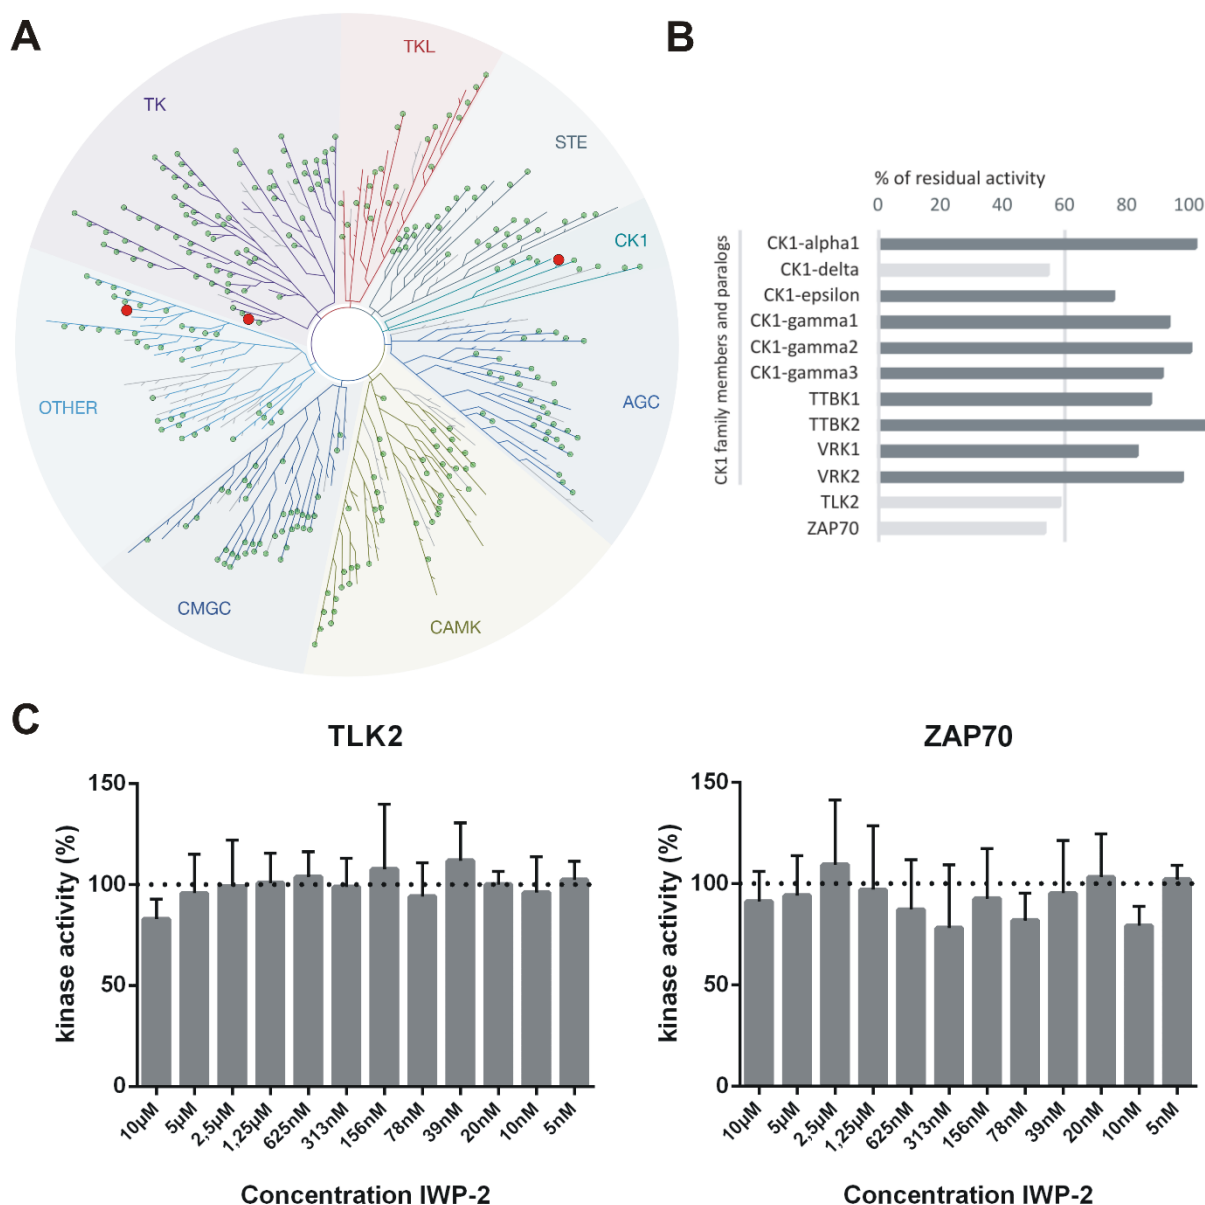 A
B
TKL
TK
STE
CK1
OTHER
AGC
CMGC
CAMK
% of residual activity
0 20 40 60 80 100
CK1 family members and paralogs
CK1-alpha1
CK1-delta
CK1-epsilon
CK1-gamma1
CK1-gamma2
CK1-gamma3
TTBK1
TTBK2
VRK1
VRK2
TLK2
ZAP70
C
TLK2
kinase activity (%)
150
100
50
0
10µM 5µM 2,5µM 1,25µM 625nM 313nM 156nM 78nM 39nM 20nM 10nM 5nM
Concentration IWP-2
ZAP70
kinase activity (%)
150
100
50
0
10µM 5µM 2,5µM 1,25µM 625nM 313nM 156nM 78nM 39nM 20nM 10nM 5nM
Concentration IWP-2